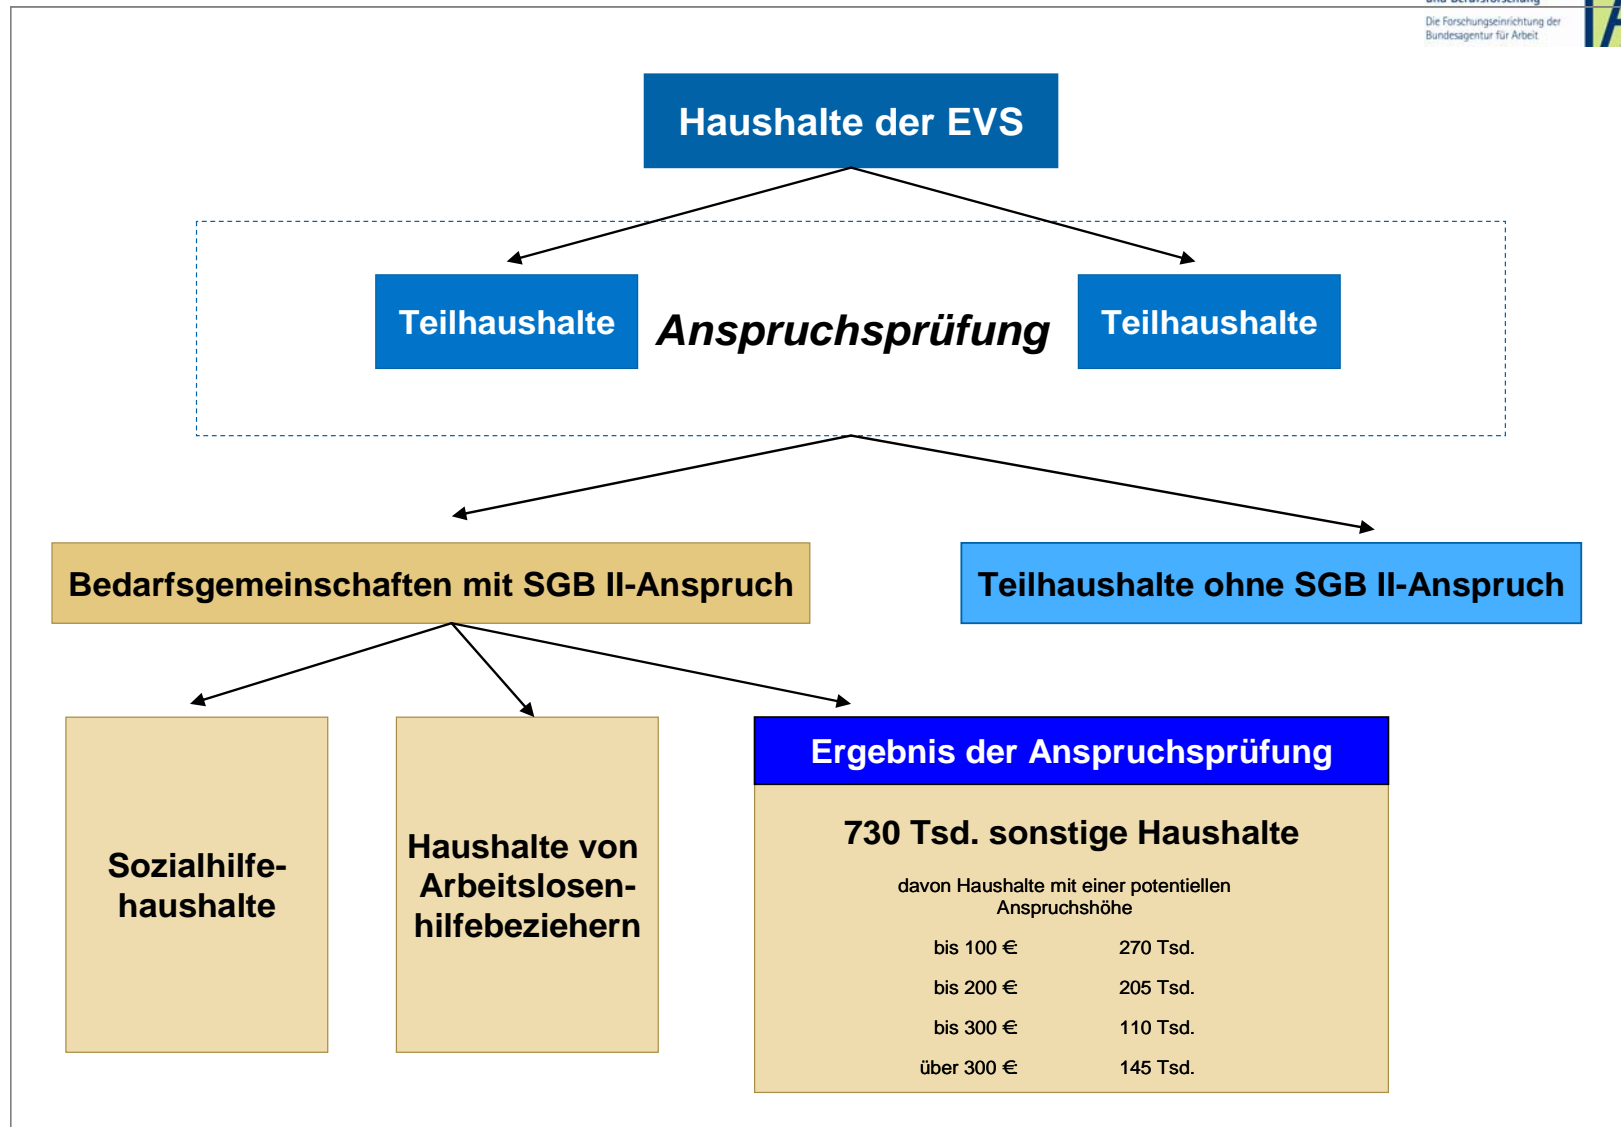 und Berufsforschung
Die Forschungseinrichtung der
Bundesagentur für Arbeit
Haushalte der EVS
Teilhaushalte
Anspruchsprüfung
Teilhaushalte
Bedarfsgemeinschaften mit SGB II-Anspruch
Teilhaushalte ohne SGB II-Anspruch
Sozialhilfe-
haushalte
Haushalte von
Arbeitslosen-
hilfebeziehern
Ergebnis der Anspruchsprüfung
730 Tsd. sonstige Haushalte
davon Haushalte mit einer potentiellen
Anspruchshöhe
bis 100 € 270 Tsd.
bis 200 € 205 Tsd.
bis 300 € 110 Tsd.
über 300 € 145 Tsd.